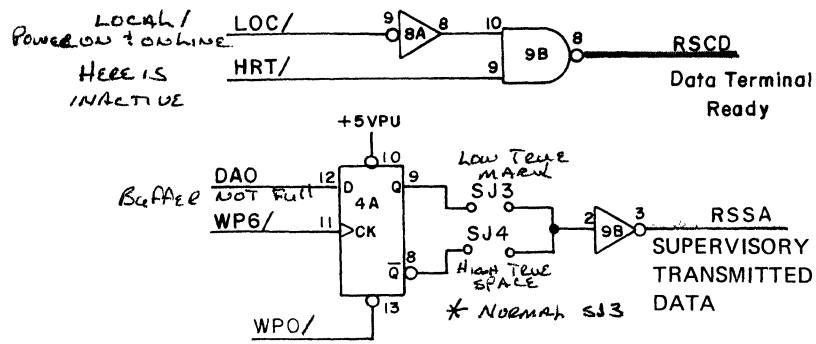 LOCAL/ LOC/ 9 8A 8 10
POWER ON & ONLINE 9B 8 RSCD
HERE IS HRT/ 9 Data Terminal
INACTIVE Ready
+5VPU
10
DAO 12 D Q 9 LOW TRUE
MARK
Buffer NOT Full 4A SJ3
WP6/ 11 CK 2 9B 3 RSSA
SJ4
Q 8 HIGH TRUE SUPERVISORY
SPACE TRANSMITTED
13 * NORMAL SJ3 DATA
WPO/